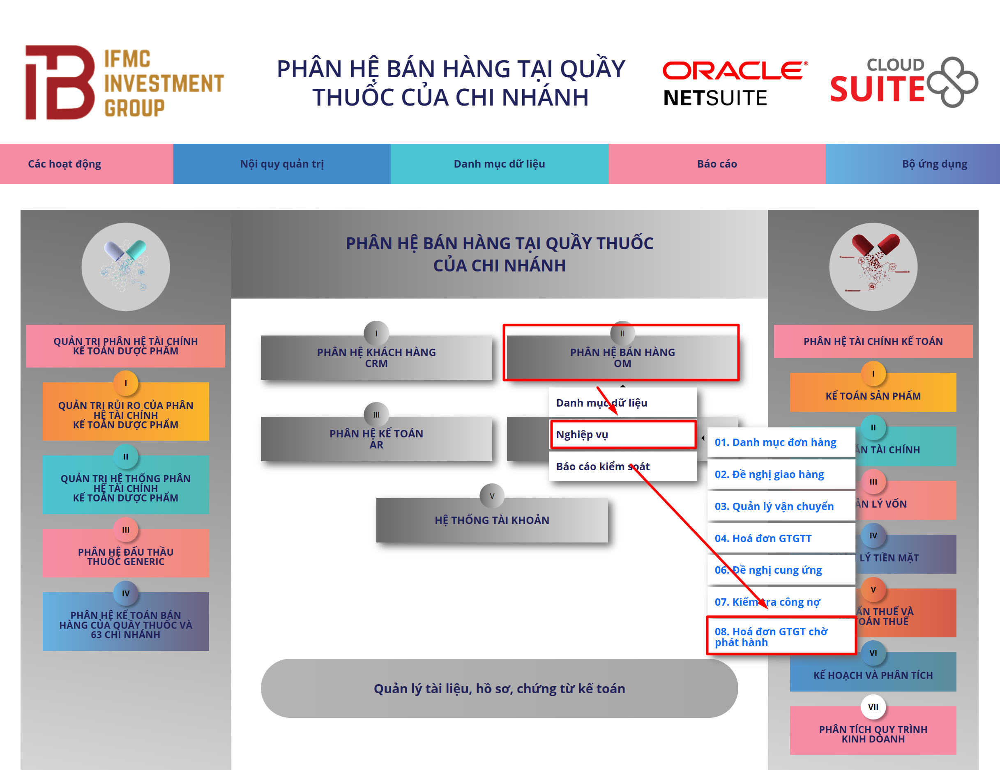 IFMC
INVESTMENT
GROUP
PHÂN HỆ BÁN HÀNG TẠI QUẦY
THUỐC CỦA CHI NHÁNH
ORACLE®
NETSUITE
CLOUD
SUITE
Các hoạt động
Nội quy quản trị
Danh mục dữ liệu
Báo cáo
Bộ ứng dụng
QUẢN TRỊ PHÂN HỆ TÀI CHÍNH
KẾ TOÁN DƯỢC PHẨM
I
QUẢN TRỊ RỦI RO CỦA PHÂN
HỆ TÀI CHÍNH
KẾ TOÁN DƯỢC PHẨM
II
QUẢN TRỊ HỆ THỐNG PHÂN
HỆ TÀI CHÍNH
KẾ TOÁN DƯỢC PHẨM
III
PHÂN HỆ ĐẤU THẦU
THUỐC GENERIC
IV
PHÂN HỆ KẾ TOÁN BÁN
HÀNG CỦA QUẦY THUỐC VÀ
63 CHI NHÁNH
PHÂN HỆ BÁN HÀNG TẠI QUẦY THUỐC
CỦA CHI NHÁNH
I
PHÂN HỆ KHÁCH HÀNG
CRM
II
PHÂN HỆ BÁN HÀNG
OM
III
PHÂN HỆ KẾ TOÁN
AR
Danh mục dữ liệu
Nghiệp vụ
Báo cáo kiểm soát
01. Danh mục đơn hàng
02. Đề nghị giao hàng
03. Quản lý vận chuyển
04. Hoá đơn GTGTT
06. Đề nghị cung ứng
07. Kiểm tra công nợ
08. Hoá đơn GTGT chờ
phát hành
V
HỆ THỐNG TÀI KHOẢN
Quản lý tài liệu, hồ sơ, chứng từ kế toán
PHÂN HỆ TÀI CHÍNH KẾ TOÁN
I
KẾ TOÁN SẢN PHẨM
II
TÀI CHÍNH
III
LÝ VỐN
IV
LÝ TIỀN MẶT
V
THUẾ VÀ
THUẾ
VI
KẾ HOẠCH VÀ PHÂN TÍCH
VII
PHÂN TÍCH QUY TRÌNH
KINH DOANH